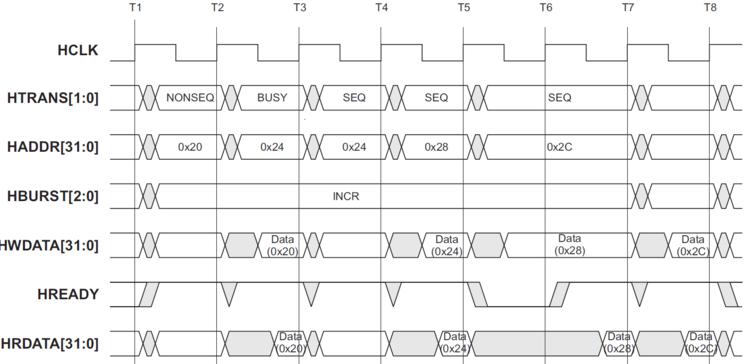 T1 T2 T3 T4 T5 T6 T7 T8
HCLK
HTRANS[1:0] NONSEQ BUSY SEQ SEQ SEQ
HADDR[31:0] 0x20 0x24 0x24 0x28 0x2C
HBURST[2:0] INCR
HWDATA[31:0] Data (0x20) Data (0x24) Data (0x28) Data (0x2C)
HREADY
HRDATA[31:0] Data (0x20) Data (0x24) Data (0x28) Data (0x2C)